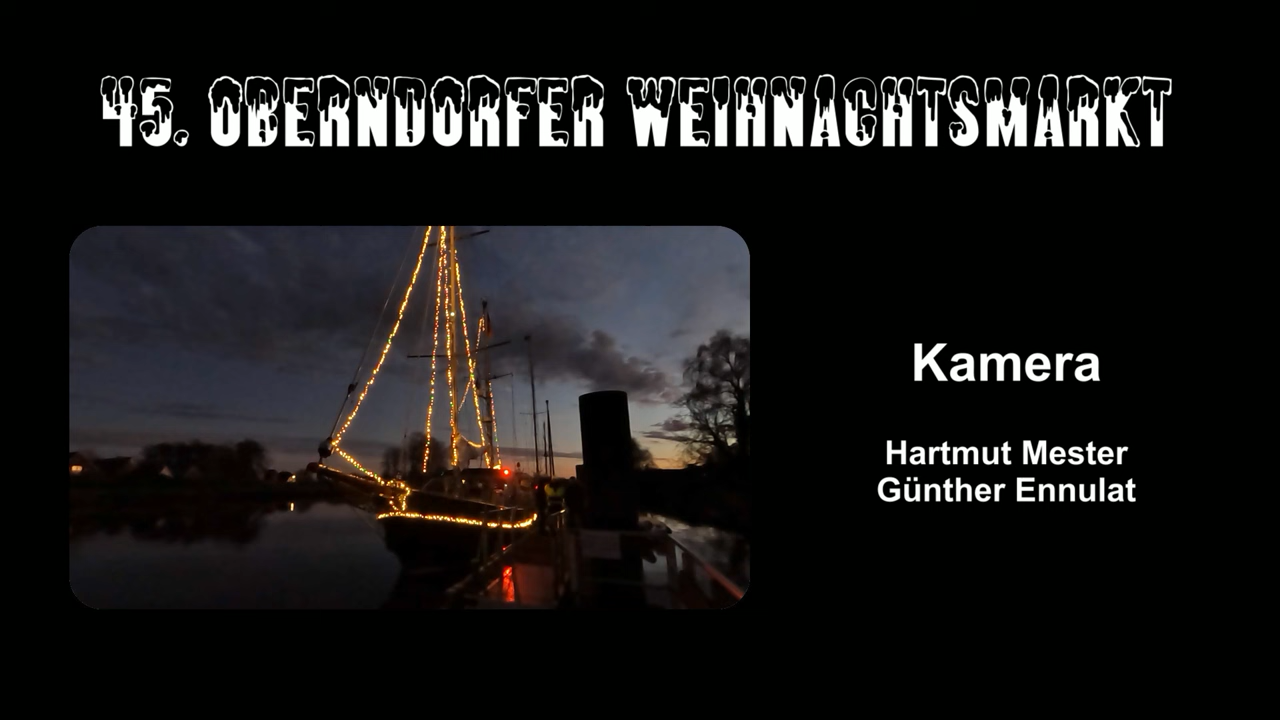 45. OBERNDORFER WEIHNACHTSMARKT
Kamera
Hartmut Mester
Günther Ennulat